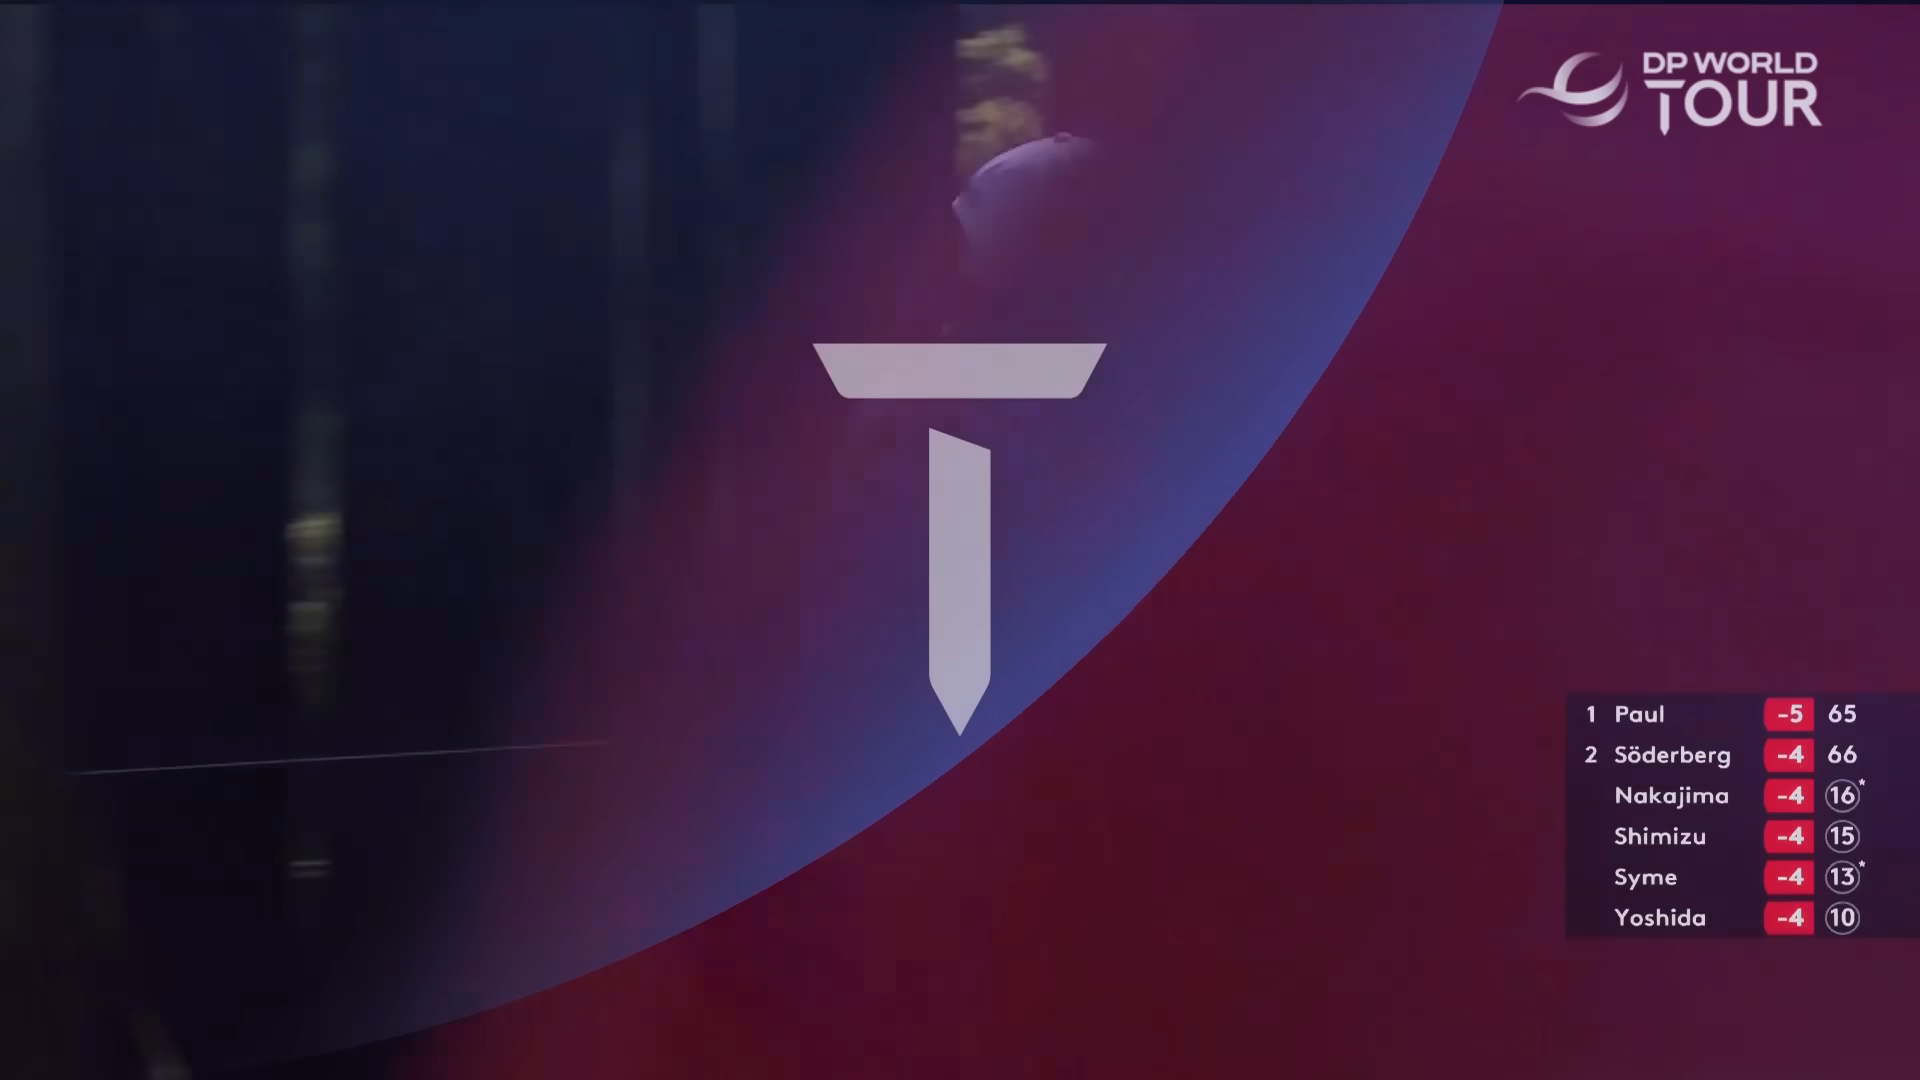 DP WORLD
TOUR
1 Paul -5 65
2 Söderberg -4 66
Nakajima -4 16*
Shimizu -4 15
Syme -4 13*
Yoshida -4 10